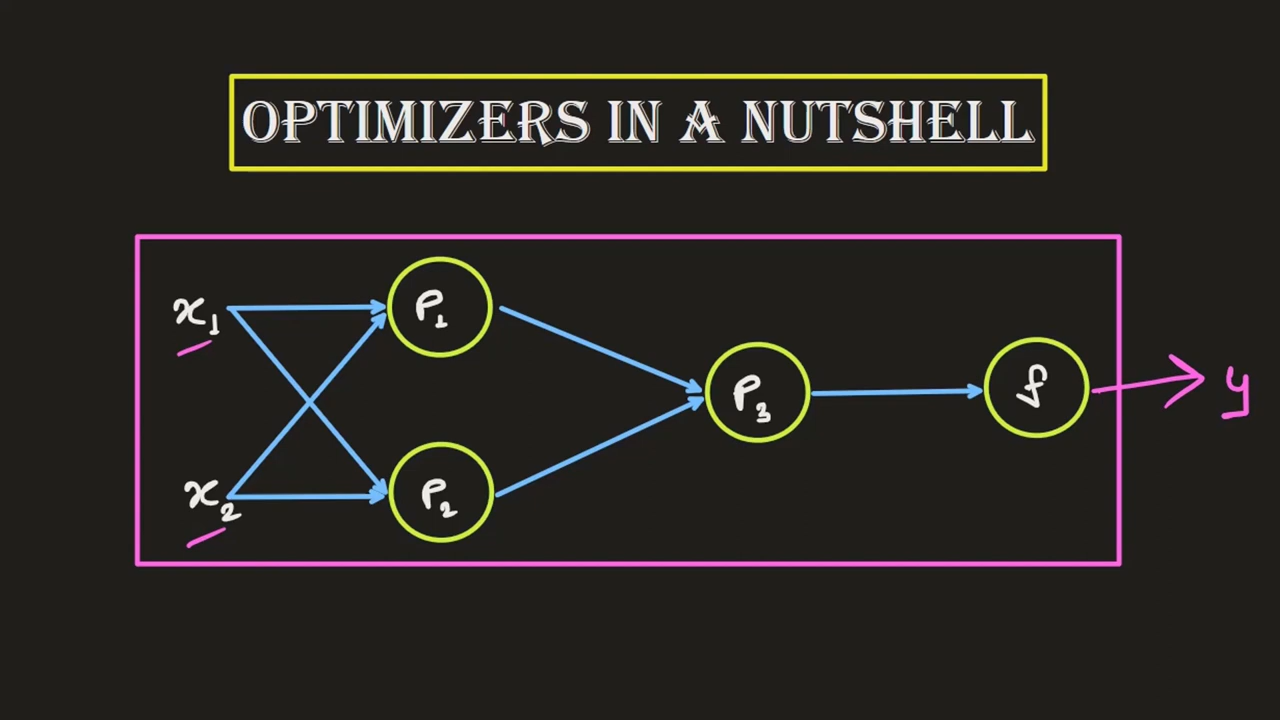 OPTIMIZERS IN A NUTSHELL
x₁
P₁
P₃
f
y
x₂
P₂